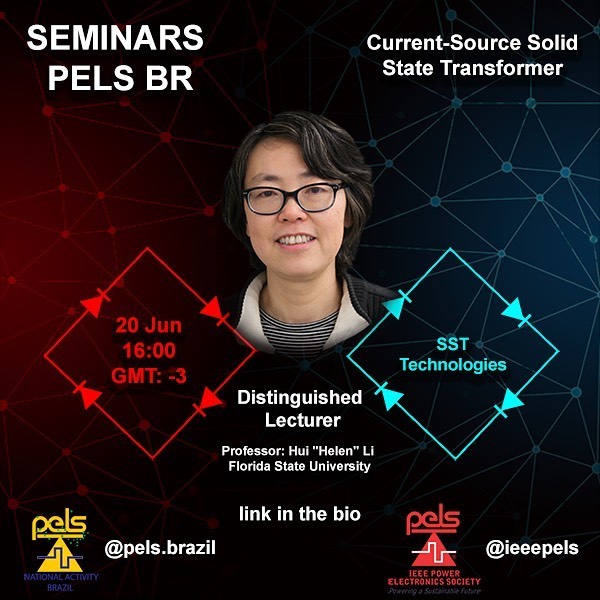 SEMINARS
PELS BR
Current-Source Solid
State Transformer
20 Jun
16:00
GMT: -3
SST
Technologies
Distinguished
Lecturer
Professor: Hui "Helen" Li
Florida State University
link in the bio
pels
NATIONAL ACTIVITY
BRAZIL
@pels.brazil
pels
IEEE POWER
ELECTRONICS SOCIETY
Powering a Sustainable Future
@ieeepels